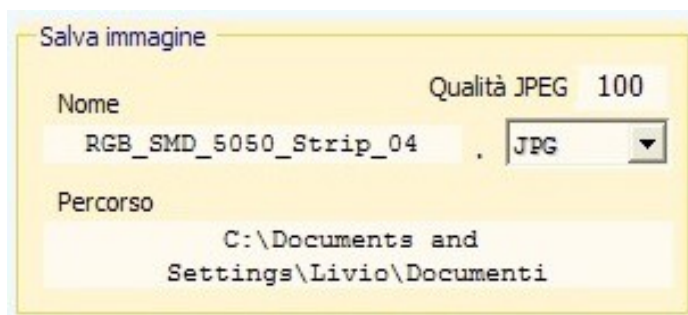 Salva immagine
Qualità JPEG 100
Nome
RGB_SMD_5050_Strip_04 . JPG
Percorso
C:\Documents and
Settings\Livio\Documenti